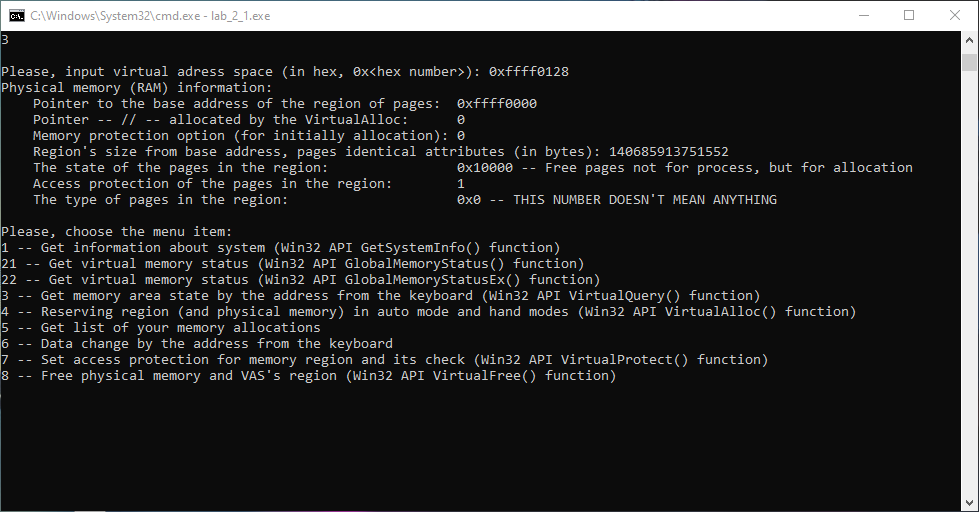 C:\Windows\System32\cmd.exe - lab_2_1.exe
3
Please, input virtual adress space (in hex, 0x<hex number>): 0xffff0128
Physical memory (RAM) information:
    Pointer to the base address of the region of pages:  0xffff0000
    Pointer -- // -- allocated by the VirtualAlloc:      0
    Memory protection option (for initially allocation): 0
    Region's size from base address, pages identical attributes (in bytes): 140685913751552
    The state of the pages in the region:                0x10000 -- Free pages not for process, but for allocation
    Access protection of the pages in the region:        1
    The type of pages in the region:                     0x0 -- THIS NUMBER DOESN'T MEAN ANYTHING
Please, choose the menu item:
1 -- Get information about system (Win32 API GetSystemInfo() function)
21 -- Get virtual memory status (Win32 API GlobalMemoryStatus() function)
22 -- Get virtual memory status (Win32 API GlobalMemoryStatusEx() function)
3 -- Get memory area state by the address from the keyboard (Win32 API VirtualQuery() function)
4 -- Reserving region (and physical memory) in auto mode and hand modes (Win32 API VirtualAlloc() function)
5 -- Get list of your memory allocations
6 -- Data change by the address from the keyboard
7 -- Set access protection for memory region and its check (Win32 API VirtualProtect() function)
8 -- Free physical memory and VAS's region (Win32 API VirtualFree() function)